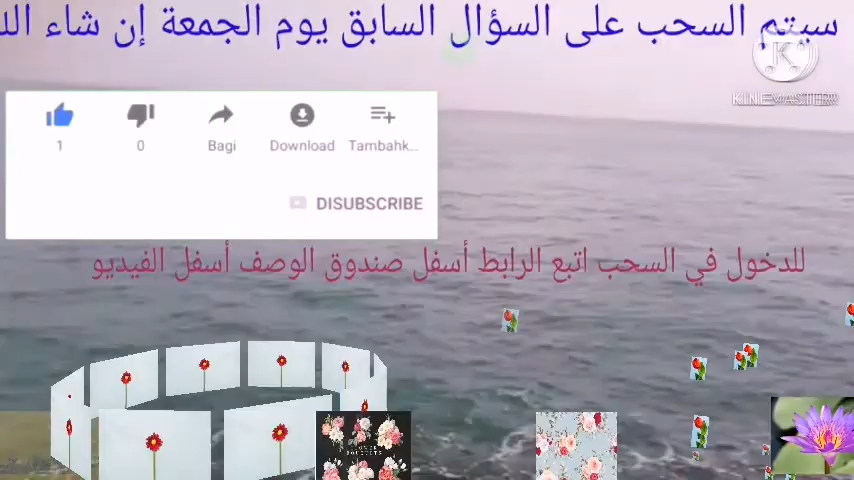 سيتم السحب على السؤال السابق يوم الجمعة إن شاء
KINEMASTER
1
0
Bagi
Download
Tambahk...
DISUBSCRIBE
للدخول في السحب اتبع الرابط أسفل صندوق الوصف أسفل الفيديو
BOUQUETS